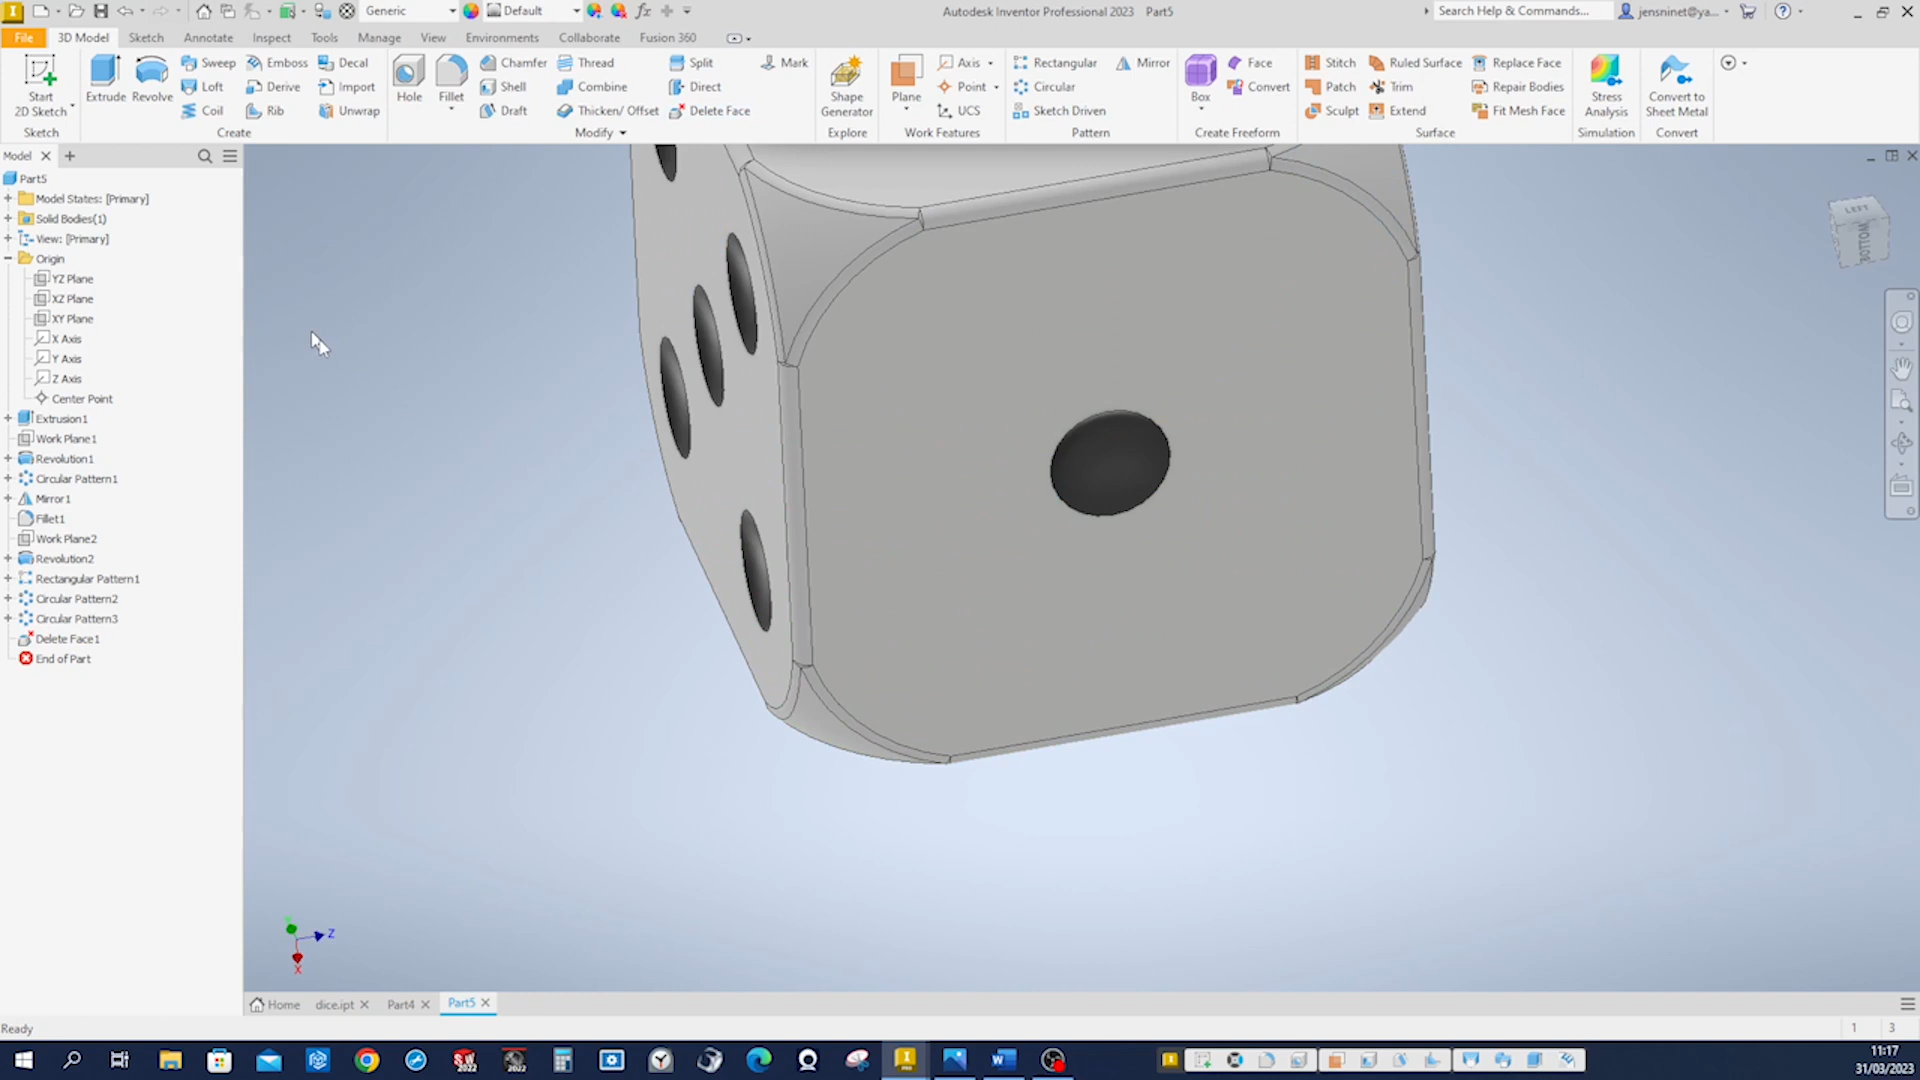 Generic
Default
Autodesk Inventor Professional 2023 Part5
Search Help & Commands...
jensninet@ya...
File
3D Model
Sketch
Annotate
Inspect
Tools
Manage
View
Environments
Collaborate
Fusion 360
Start
2D Sketch
Sketch
Extrude
Revolve
Sweep
Loft
Coil
Emboss
Derive
Rib
Decal
Import
Unwrap
Create
Hole
Fillet
Chamfer
Shell
Draft
Thread
Combine
Thicken/ Offset
Split
Direct
Delete Face
Modify
Mark
Shape
Generator
Explore
Plane
Axis
Point
UCS
Work Features
Rectangular
Circular
Sketch Driven
Mirror
Pattern
Box
Face
Convert
Create Freeform
Stitch
Patch
Sculpt
Ruled Surface
Trim
Extend
Replace Face
Repair Bodies
Fit Mesh Face
Surface
Stress
Analysis
Simulation
Convert to
Sheet Metal
Convert
Model
Part5
Model States: [Primary]
Solid Bodies(1)
View: [Primary]
Origin
YZ Plane
XZ Plane
XY Plane
X Axis
Y Axis
Z Axis
Center Point
Extrusion1
Work Plane1
Revolution1
Circular Pattern1
Mirror1
Fillet1
Work Plane2
Revolution2
Rectangular Pattern1
Circular Pattern2
Circular Pattern3
Delete Face1
End of Part
LEFT
BOTTOM
Z
X
Home
dice.ipt
Part4
Part5
Ready
1 3
11:17
31/03/2023